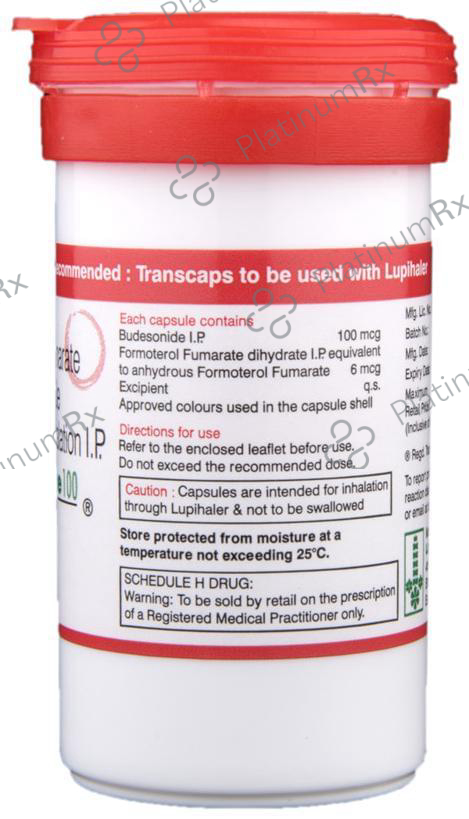 PlatinumRx
PlatinumRx
PlatinumRx
ecommended : Transcaps to be used with Lupihaler
Each capsule contains
Budesonide I.P. 100 mcg
Formoterol Fumarate dihydrate I.P. equivalent
to anhydrous Formoterol Fumarate 6 mcg
Excipient q.s.
Approved colours used in the capsule shell
Directions for use
Refer to the enclosed leaflet before use.
Do not exceed the recommended dose.
Caution : Capsules are intended for inhalation
through Lupihaler & not to be swallowed
Store protected from moisture at a
temperature not exceeding 25°C.
SCHEDULE H DRUG:
Warning: To be sold by retail on the prescription
of a Registered Medical Practitioner only.
arate
e
ation I.P.
e100
®
Mfg. Lic. No
Batch No.
Mfg. Date
Expiry Dat
Maximum
Retail Price
(Inclusive o
® Regd. Tra
To report
reaction
or email